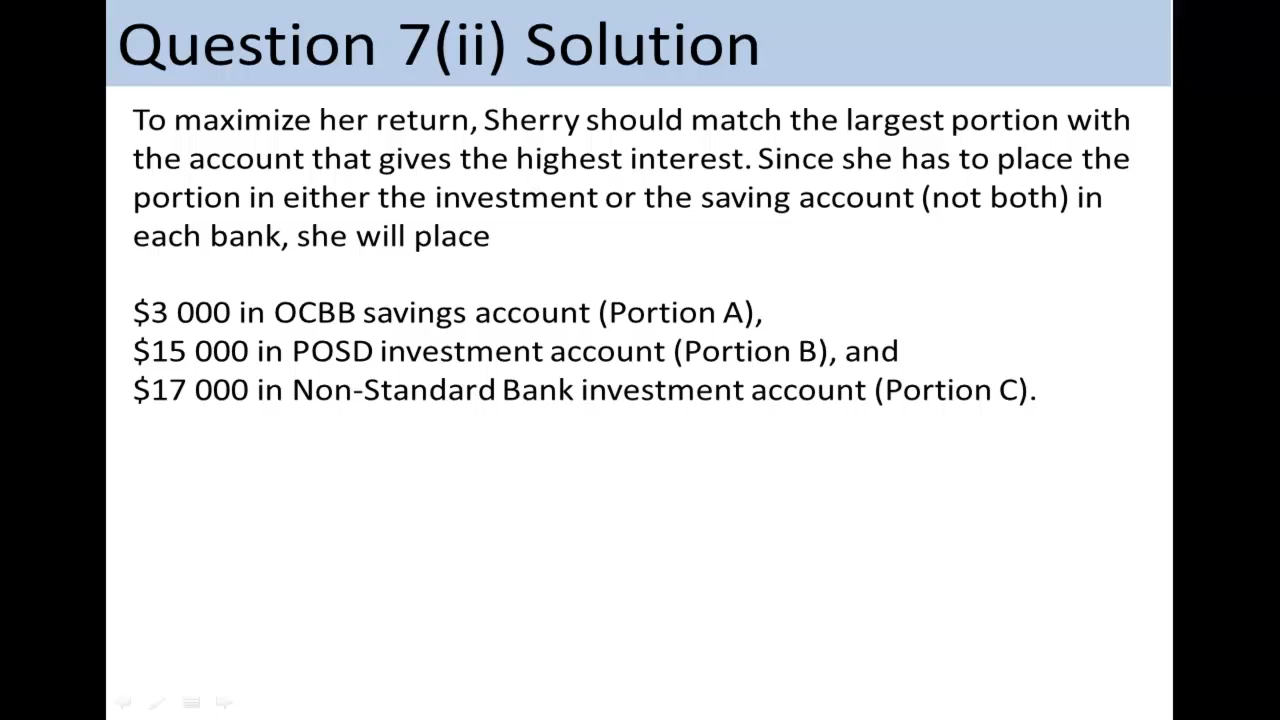 Question 7(ii) Solution
To maximize her return, Sherry should match the largest portion with
the account that gives the highest interest. Since she has to place the
portion in either the investment or the saving account (not both) in
each bank, she will place
$3 000 in OCBB savings account (Portion A),
$15 000 in POSD investment account (Portion B), and
$17 000 in Non-Standard Bank investment account (Portion C).